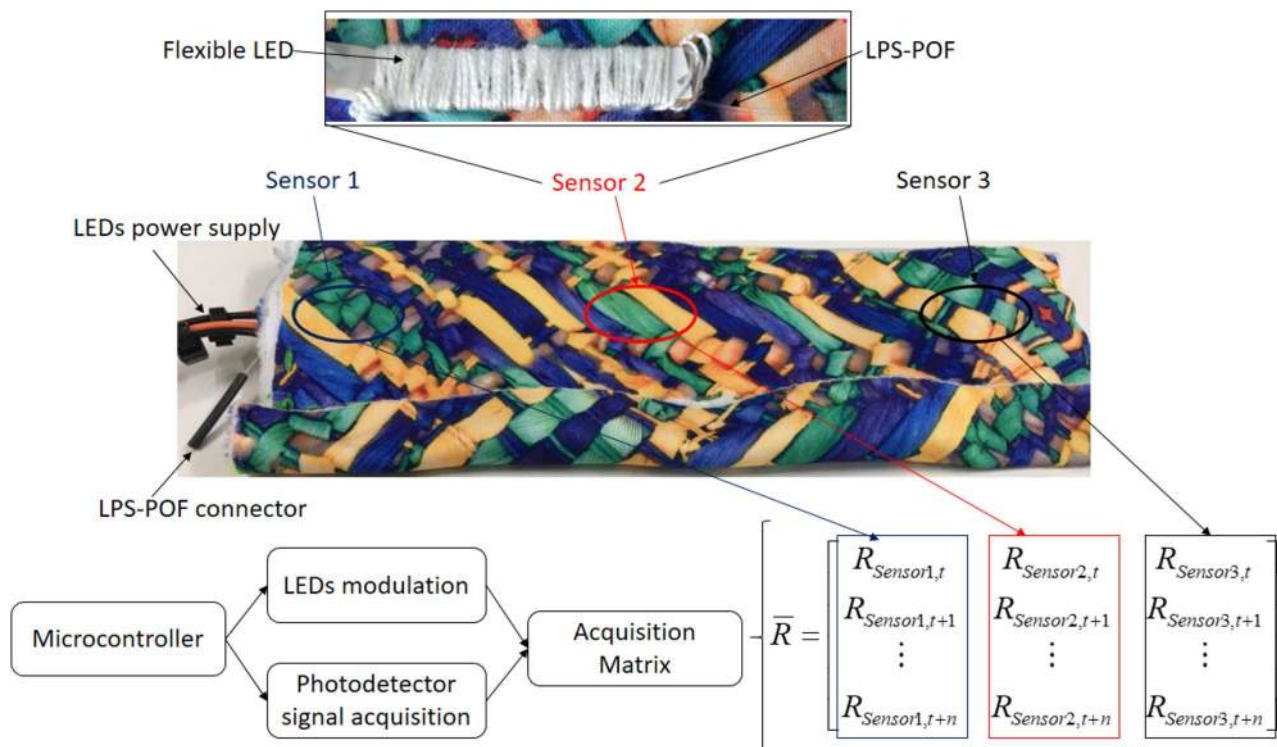 Flexible LED
LPS-POF
Sensor 1
Sensor 2
Sensor 3
LEDs power supply
LPS-POF connector
Microcontroller
LEDs modulation
Photodetector
signal acquisition
Acquisition
Matrix
R̅ =
R_Sensor1,t
R_Sensor2,t
R_Sensor3,t
R_Sensor1,t+1
R_Sensor2,t+1
R_Sensor3,t+1
⋮
⋮
⋮
R_Sensor1,t+n
R_Sensor2,t+n
R_Sensor3,t+n